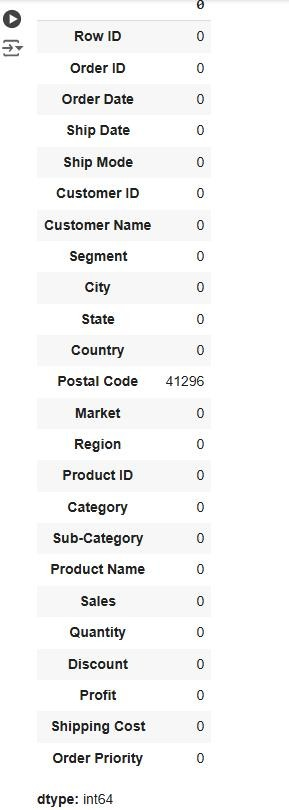 0
Row ID 0
Order ID 0
Order Date 0
Ship Date 0
Ship Mode 0
Customer ID 0
Customer Name 0
Segment 0
City 0
State 0
Country 0
Postal Code 41296
Market 0
Region 0
Product ID 0
Category 0
Sub-Category 0
Product Name 0
Sales 0
Quantity 0
Discount 0
Profit 0
Shipping Cost 0
Order Priority 0
dtype: int64